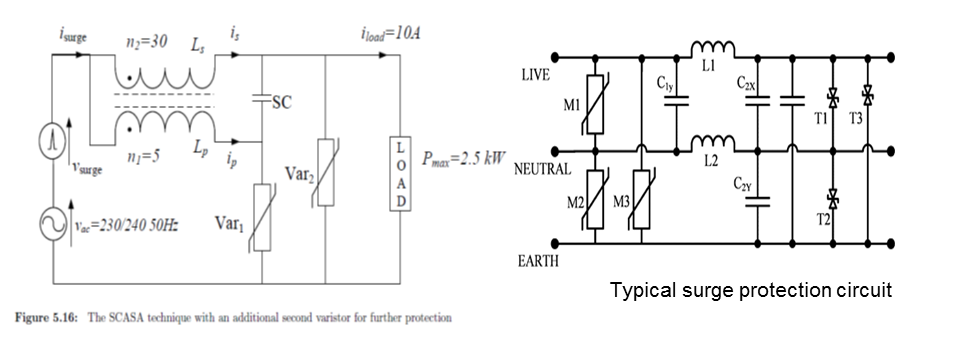 i_surge
n₂=30
L_s
i_s
i_load=10A
SC
n₁=5
L_p
i_p
v_surge
Var₂
LOAD
P_max=2.5 kW
v_ac=230/240 50Hz
Var₁
Figure 5.16: The SCASA technique with an additional second varistor for further protection
L1
LIVE
C1y
C2X
M1
T1
T3
NEUTRAL
L2
M2
M3
C2Y
T2
EARTH
Typical surge protection circuit